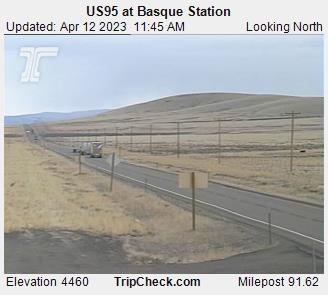 US95 at Basque Station
Updated: Apr 12 2023 11:45 AM Looking North
Elevation 4460 TripCheck.com Milepost 91.62